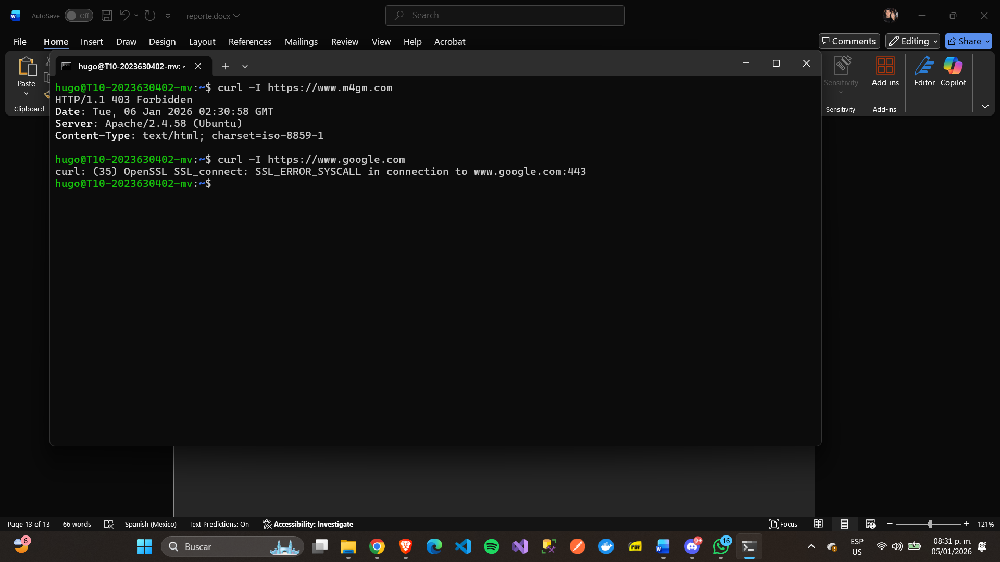 AutoSave Off reporte.docx Search
File Home Insert Draw Design Layout References Mailings Review View Help Acrobat Comments Editing Share
hugo@T10-2023630402-mv: ~
Paste
Clipboard
Sensitivity Add-ins Editor Copilot
Sensitivity Add-ins
hugo@T10-2023630402-mv:~$ curl -I https://www.m4gm.com
HTTP/1.1 403 Forbidden
Date: Tue, 06 Jan 2026 02:30:58 GMT
Server: Apache/2.4.58 (Ubuntu)
Content-Type: text/html; charset=iso-8859-1
hugo@T10-2023630402-mv:~$ curl -I https://www.google.com
curl: (35) OpenSSL SSL_connect: SSL_ERROR_SYSCALL in connection to www.google.com:443
hugo@T10-2023630402-mv:~$
Page 13 of 13 66 words Spanish (Mexico) Text Predictions: On Accessibility: Investigate Focus 121%
6 Buscar PDF 9+ 16 ESP 08:31 p. m.
US 05/01/2026